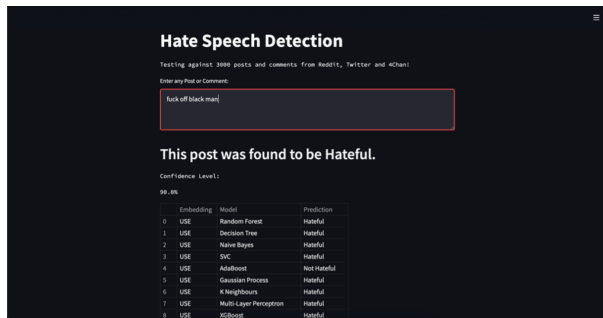 Hate Speech Detection
Testing against 3000 posts and comments from Reddit, Twitter and 4Chan!
Enter any Post or Comment:
fuck off black man
This post was found to be Hateful.
Confidence Level:
90.0%
Embedding Model Prediction
0 USE Random Forest Hateful
1 USE Decision Tree Hateful
2 USE Naive Bayes Hateful
3 USE SVC Hateful
4 USE AdaBoost Not Hateful
5 USE Gaussian Process Hateful
6 USE K Neighbours Hateful
7 USE Multi-Layer Perceptron Hateful
8 USE XGBoost Hateful